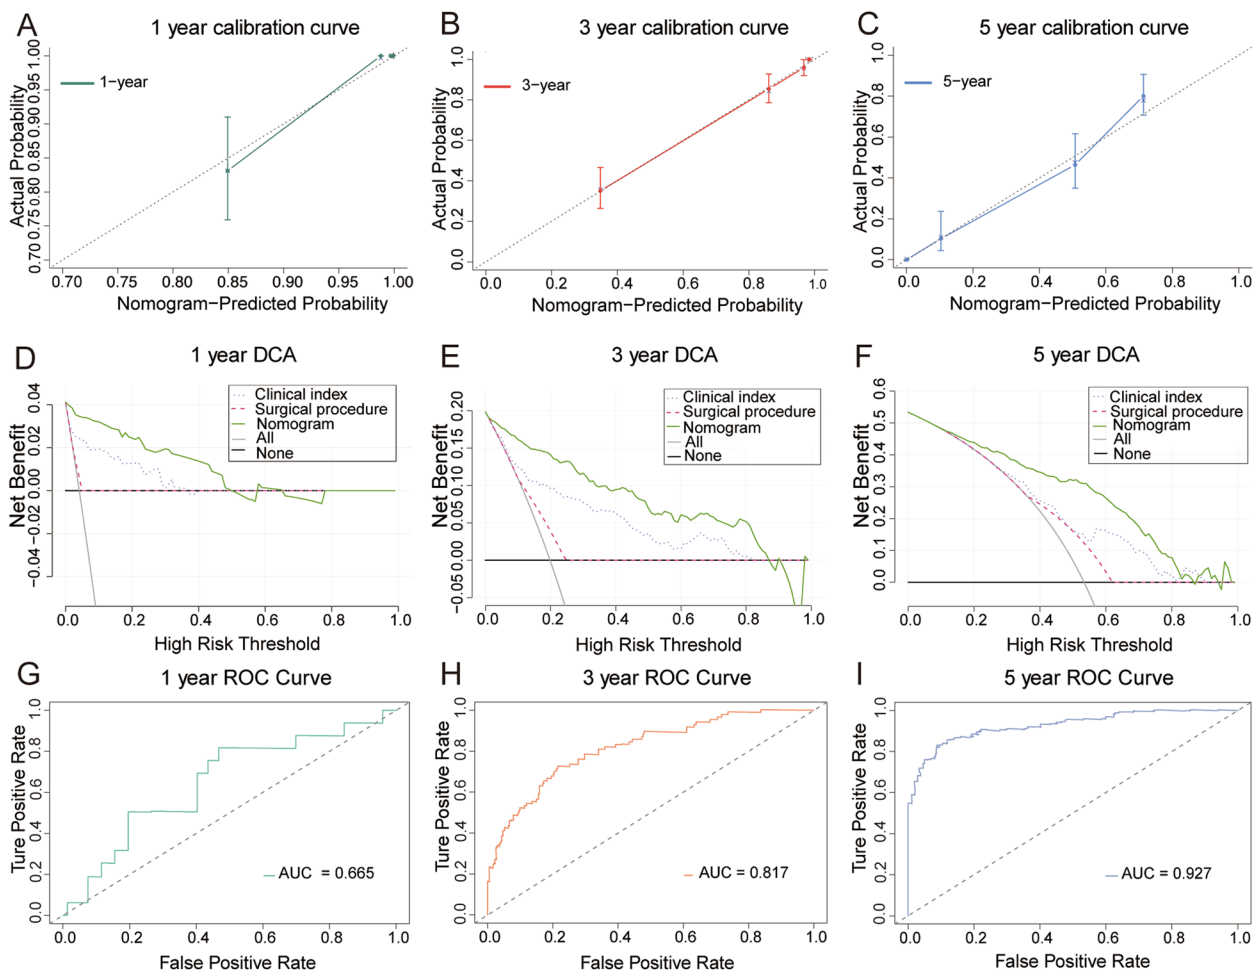 A 1 year calibration curve
Actual Probability
1.00
0.95
0.90
0.85
0.80
0.75
0.70
1-year
0.70 0.75 0.80 0.85 0.90 0.95 1.00
Nomogram-Predicted Probability
B 3 year calibration curve
Actual Probability
1.0
0.8
0.6
0.4
0.2
0.0
3-year
0.0 0.2 0.4 0.6 0.8 1.0
Nomogram-Predicted Probability
C 5 year calibration curve
Actual Probability
1.0
0.8
0.6
0.4
0.2
0.0
5-year
0.0 0.2 0.4 0.6 0.8 1.0
Nomogram-Predicted Probability
D 1 year DCA
Net Benefit
0.04
0.02
0.00
-0.02
-0.04
Clinical index
Surgical procedure
Nomogram
All
None
0.0 0.2 0.4 0.6 0.8 1.0
High Risk Threshold
E 3 year DCA
Net Benefit
0.20
0.15
0.10
0.05
0.00
-0.05
Clinical index
Surgical procedure
Nomogram
All
None
0.0 0.2 0.4 0.6 0.8 1.0
High Risk Threshold
F 5 year DCA
Net Benefit
0.6
0.5
0.4
0.3
0.2
0.1
0.0
Clinical index
Surgical procedure
Nomogram
All
None
0.0 0.2 0.4 0.6 0.8 1.0
High Risk Threshold
G 1 year ROC Curve
Ture Positive Rate
1.0
0.8
0.6
0.4
0.2
0.0
AUC = 0.665
0.0 0.2 0.4 0.6 0.8 1.0
False Positive Rate
H 3 year ROC Curve
Ture Positive Rate
1.0
0.8
0.6
0.4
0.2
0.0
AUC = 0.817
0.0 0.2 0.4 0.6 0.8 1.0
False Positive Rate
I 5 year ROC Curve
Ture Positive Rate
1.0
0.8
0.6
0.4
0.2
0.0
AUC = 0.927
0.0 0.2 0.4 0.6 0.8 1.0
False Positive Rate